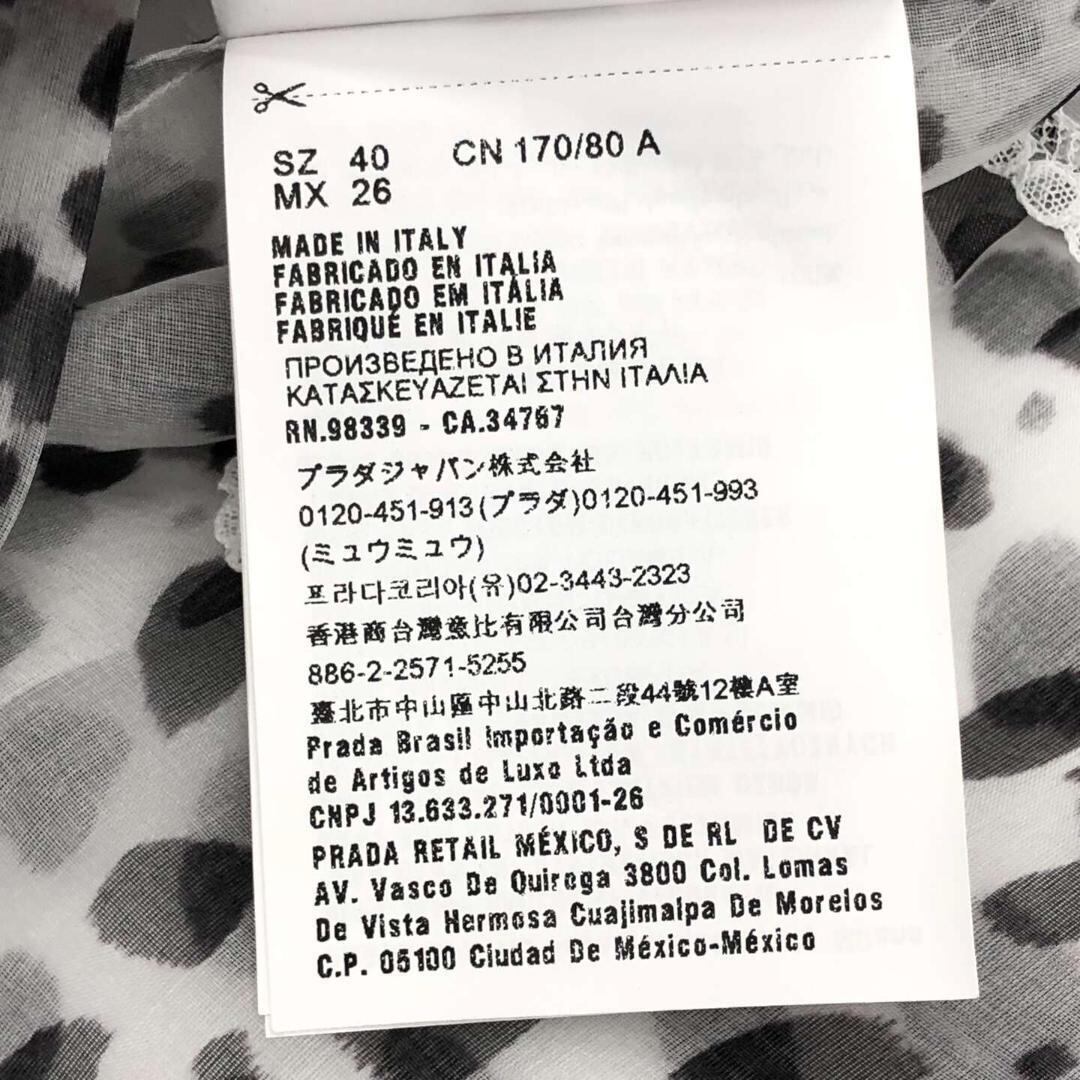 SZ 40 CN 170/80 A
MX 26
MADE IN ITALY
FABRICADO EN ITALIA
FABRICADO EM ITÁLIA
FABRIQUÉ EN ITALIE
ПРОИЗВЕДЕНО В ИТАЛИЯ
ΚΑΤΑΣΚΕΥΑΖΕΤΑΙ ΣΤΗΝ ΙΤΑΛΙΑ
RN.98339 - CA.34767
プラダジャパン株式会社
0120-451-913(プラダ)0120-451-993
(ミュウミュウ)
프라다코리아(유)02-3443-2323
香港商台灣薏比有限公司台灣分公司
886-2-2571-5255
臺北市中山區中山北路二段44號12樓A室
Prada Brasil Importação e Comércio
de Artigos de Luxo Ltda
CNPJ 13.633.271/0001-26
PRADA RETAIL MÉXICO, S DE RL DE CV
AV. Vasco De Quiroga 3800 Col. Lomas
De Vista Hermosa Cuajimalpa De Morelos
C.P. 05100 Ciudad De México-México